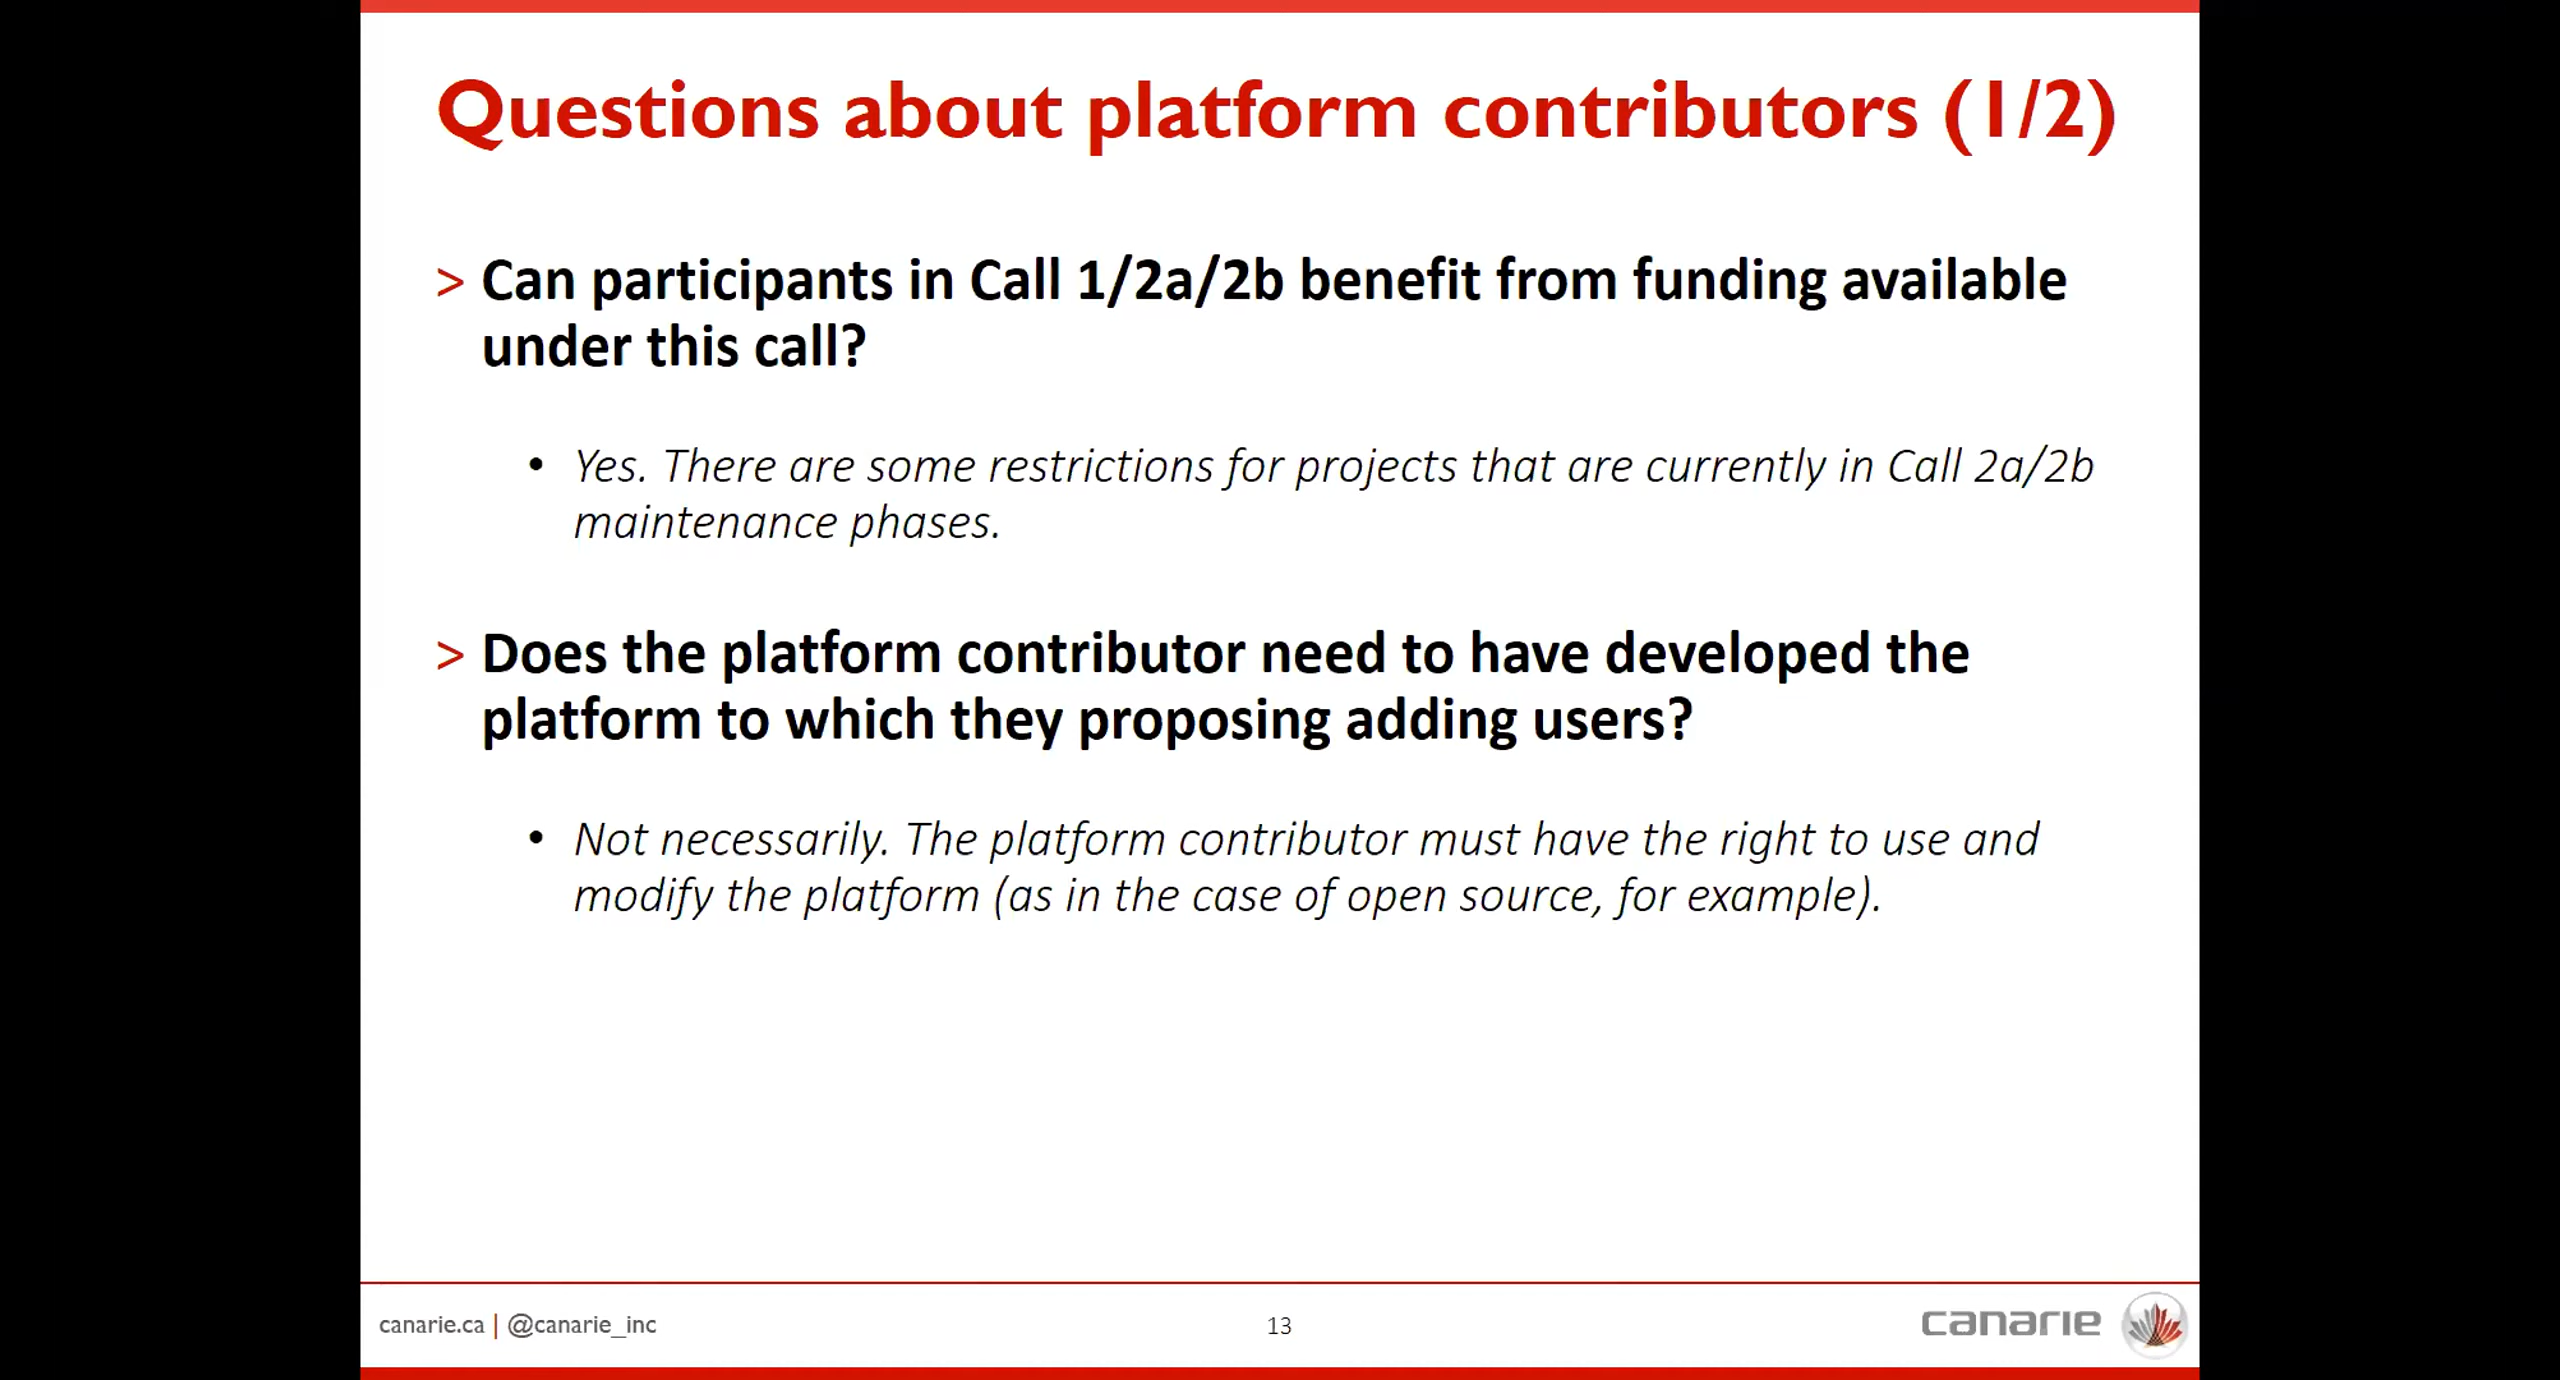 Questions about platform contributors (1/2)
> Can participants in Call 1/2a/2b benefit from funding available
under this call?
• Yes. There are some restrictions for projects that are currently in Call 2a/2b
maintenance phases.
> Does the platform contributor need to have developed the
platform to which they proposing adding users?
• Not necessarily. The platform contributor must have the right to use and
modify the platform (as in the case of open source, for example).
canarie.ca | @canarie_inc
13
canarie